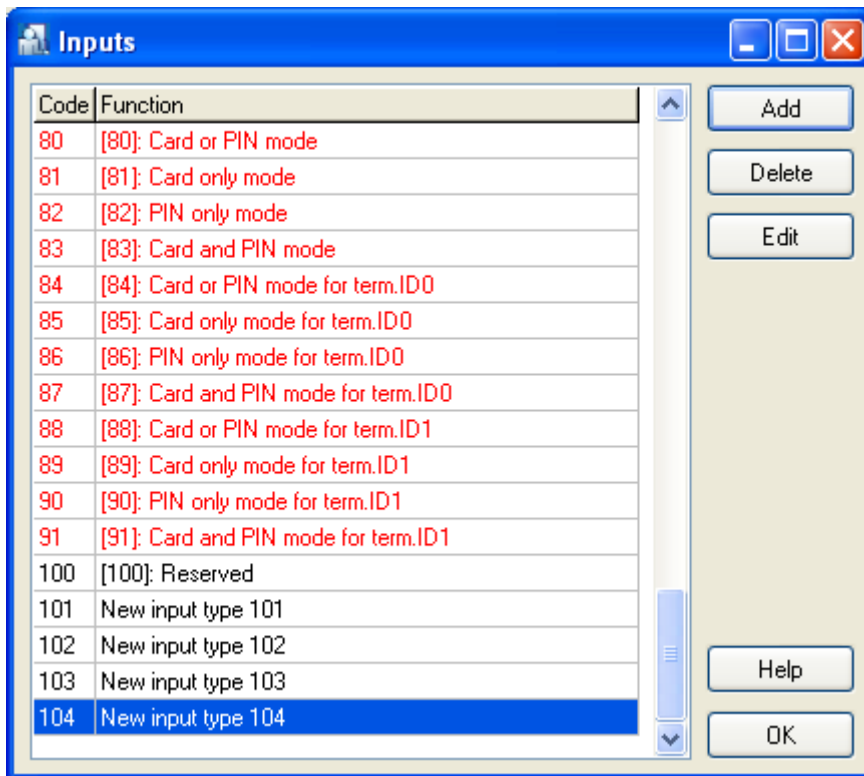 Inputs
Code Function
80 [80]: Card or PIN mode
81 [81]: Card only mode
82 [82]: PIN only mode
83 [83]: Card and PIN mode
84 [84]: Card or PIN mode for term.ID0
85 [85]: Card only mode for term.ID0
86 [86]: PIN only mode for term.ID0
87 [87]: Card and PIN mode for term.ID0
88 [88]: Card or PIN mode for term.ID1
89 [89]: Card only mode for term.ID1
90 [90]: PIN only mode for term.ID1
91 [91]: Card and PIN mode for term.ID1
100 [100]: Reserved
101 New input type 101
102 New input type 102
103 New input type 103
104 New input type 104
Add
Delete
Edit
Help
OK